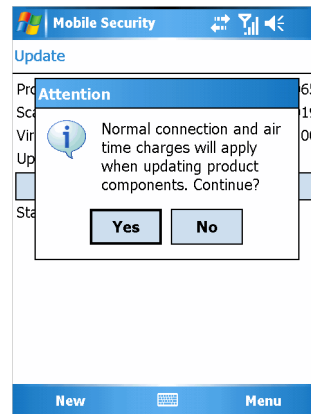 Mobile Security
Update
Attention
Normal connection and air
time charges will apply
when updating product
components. Continue?
Yes
No
New
Menu